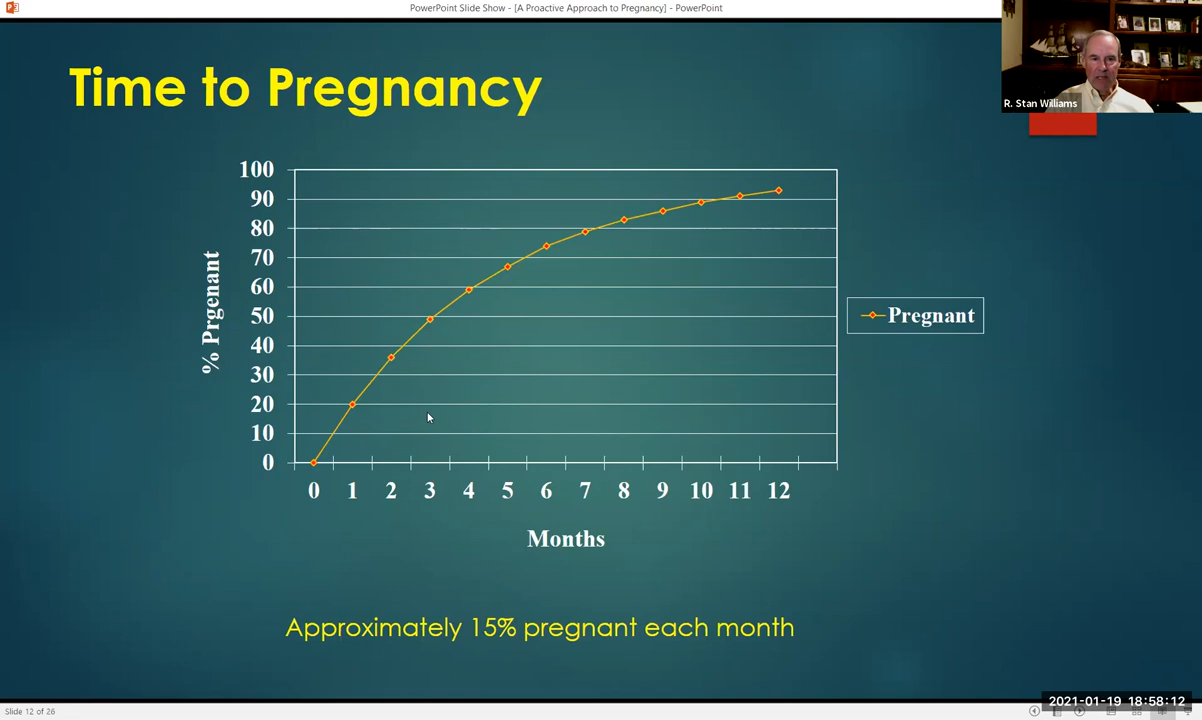 PowerPoint Slide Show - [A Proactive Approach to Pregnancy] - PowerPoint
R. Stan Williams
Time to Pregnancy
100
90
80
70
60
50
40
30
20
10
0
% Prgenant
0 1 2 3 4 5 6 7 8 9 10 11 12
Months
Pregnant
Approximately 15% pregnant each month
2021-01-19 18:58:12
Slide 12 of 26